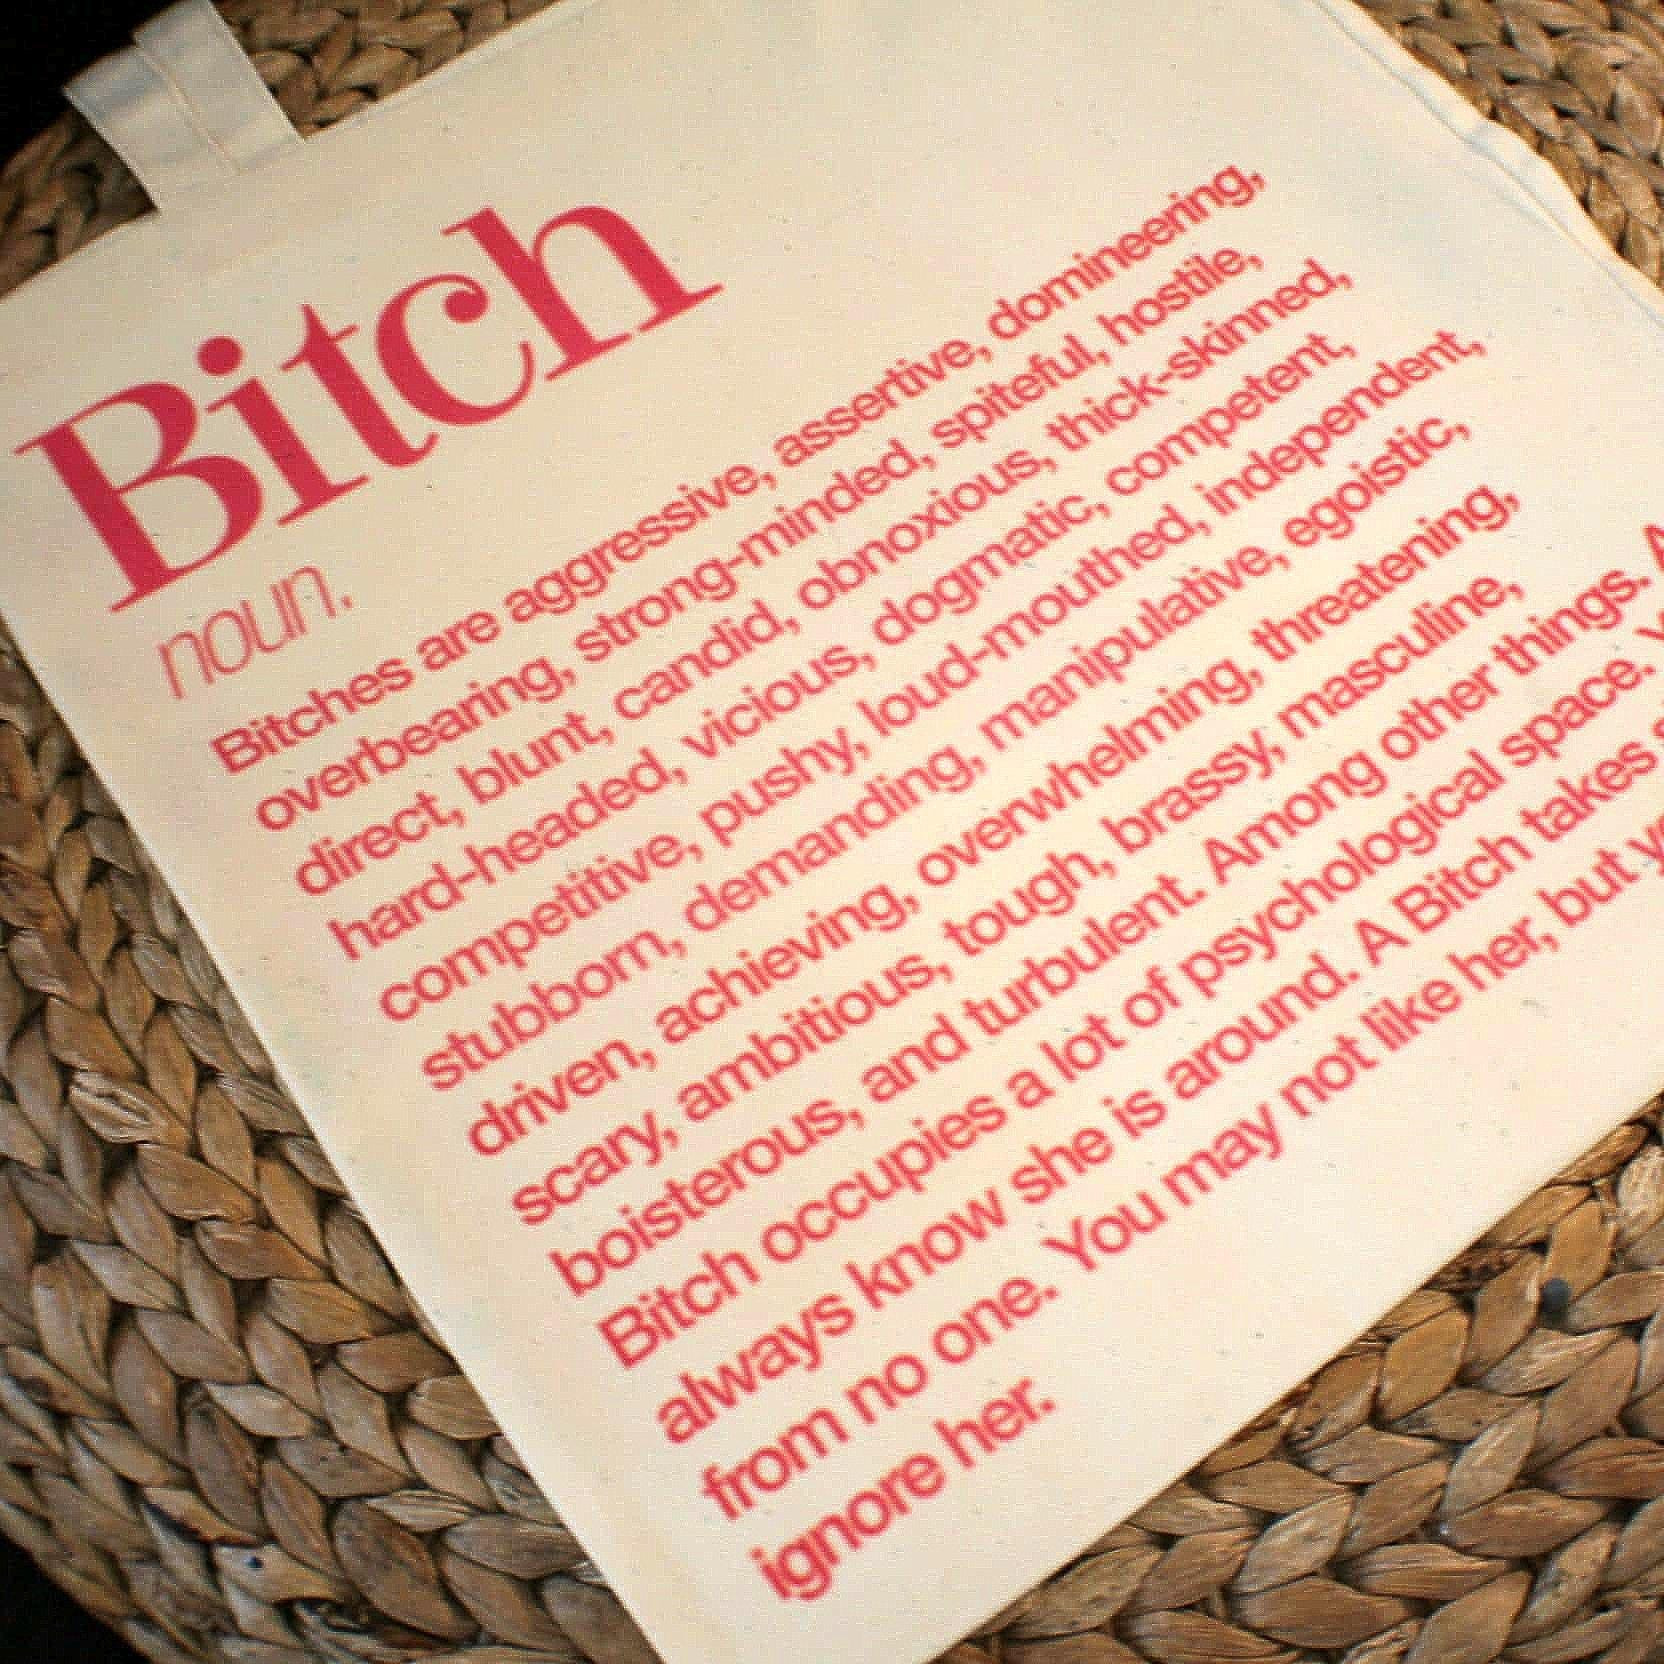 Bitch
noun.
Bitches are aggressive, assertive, domineering,
overbearing, strong-minded, spiteful, hostile,
direct, blunt, candid, obnoxious, thick-skinned,
hard-headed, vicious, dogmatic, competent,
competitive, pushy, loud-mouthed, independent,
stubborn, demanding, manipulative, egoistic,
driven, achieving, overwhelming, threatening,
scary, ambitious, tough, brassy, masculine,
boisterous, and turbulent. Among other things. A
Bitch occupies a lot of psychological space.
always know she is around. A Bitch takes
from no one. You may not like her, but
ignore her.